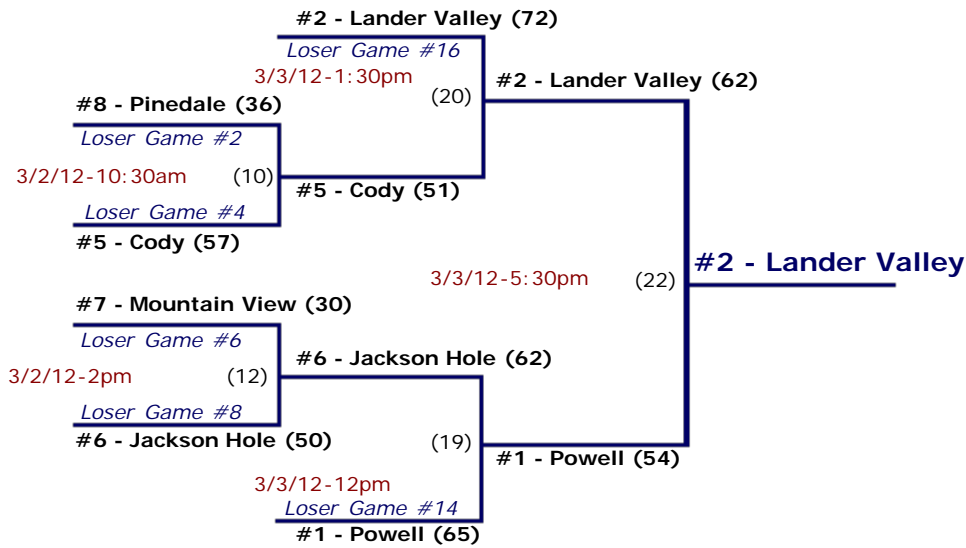 #2 - Lander Valley (72)
Loser Game #16
3/3/12-1:30pm
(20)
#2 - Lander Valley (62)
#8 - Pinedale (36)
Loser Game #2
3/2/12-10:30am
(10)
#5 - Cody (51)
Loser Game #4
#5 - Cody (57)
3/3/12-5:30pm
(22)
#2 - Lander Valley
#7 - Mountain View (30)
Loser Game #6
3/2/12-2pm
(12)
#6 - Jackson Hole (62)
Loser Game #8
#6 - Jackson Hole (50)
(19)
#1 - Powell (54)
3/3/12-12pm
Loser Game #14
#1 - Powell (65)